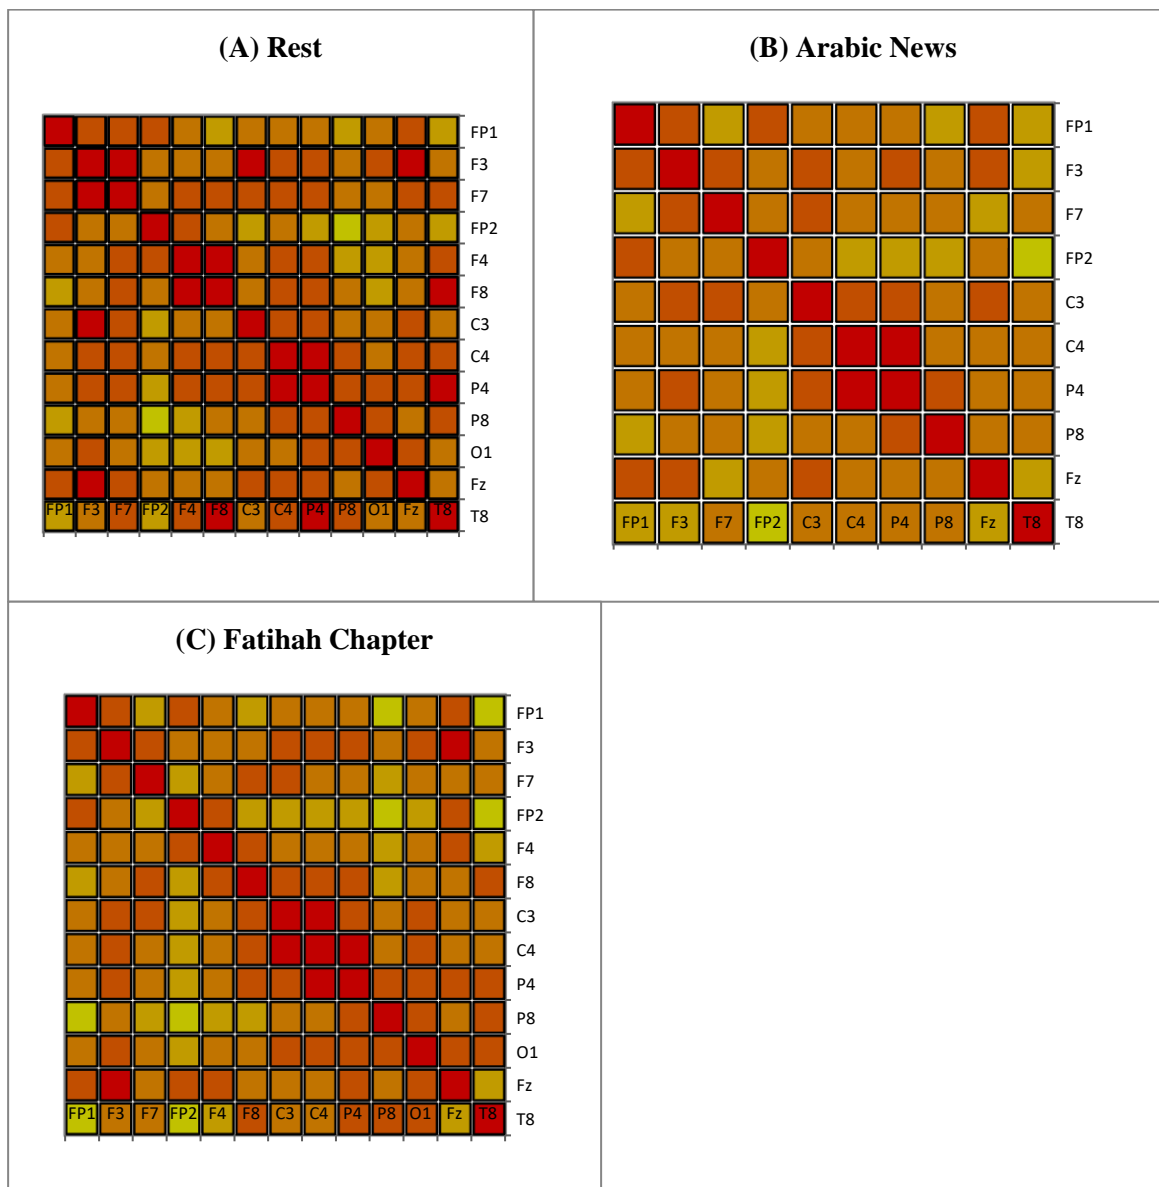 (A) Rest
FP1
F3
F7
FP2
F4
F8
C3
C4
P4
P8
O1
Fz
T8
FP1 F3 F7 FP2 F4 F8 C3 C4 P4 P8 O1 Fz T8
(B) Arabic News
FP1
F3
F7
FP2
C3
C4
P4
P8
Fz
T8
FP1 F3 F7 FP2 C3 C4 P4 P8 Fz T8
(C) Fatihah Chapter
FP1
F3
F7
FP2
F4
F8
C3
C4
P4
P8
O1
Fz
T8
FP1 F3 F7 FP2 F4 F8 C3 C4 P4 P8 O1 Fz T8